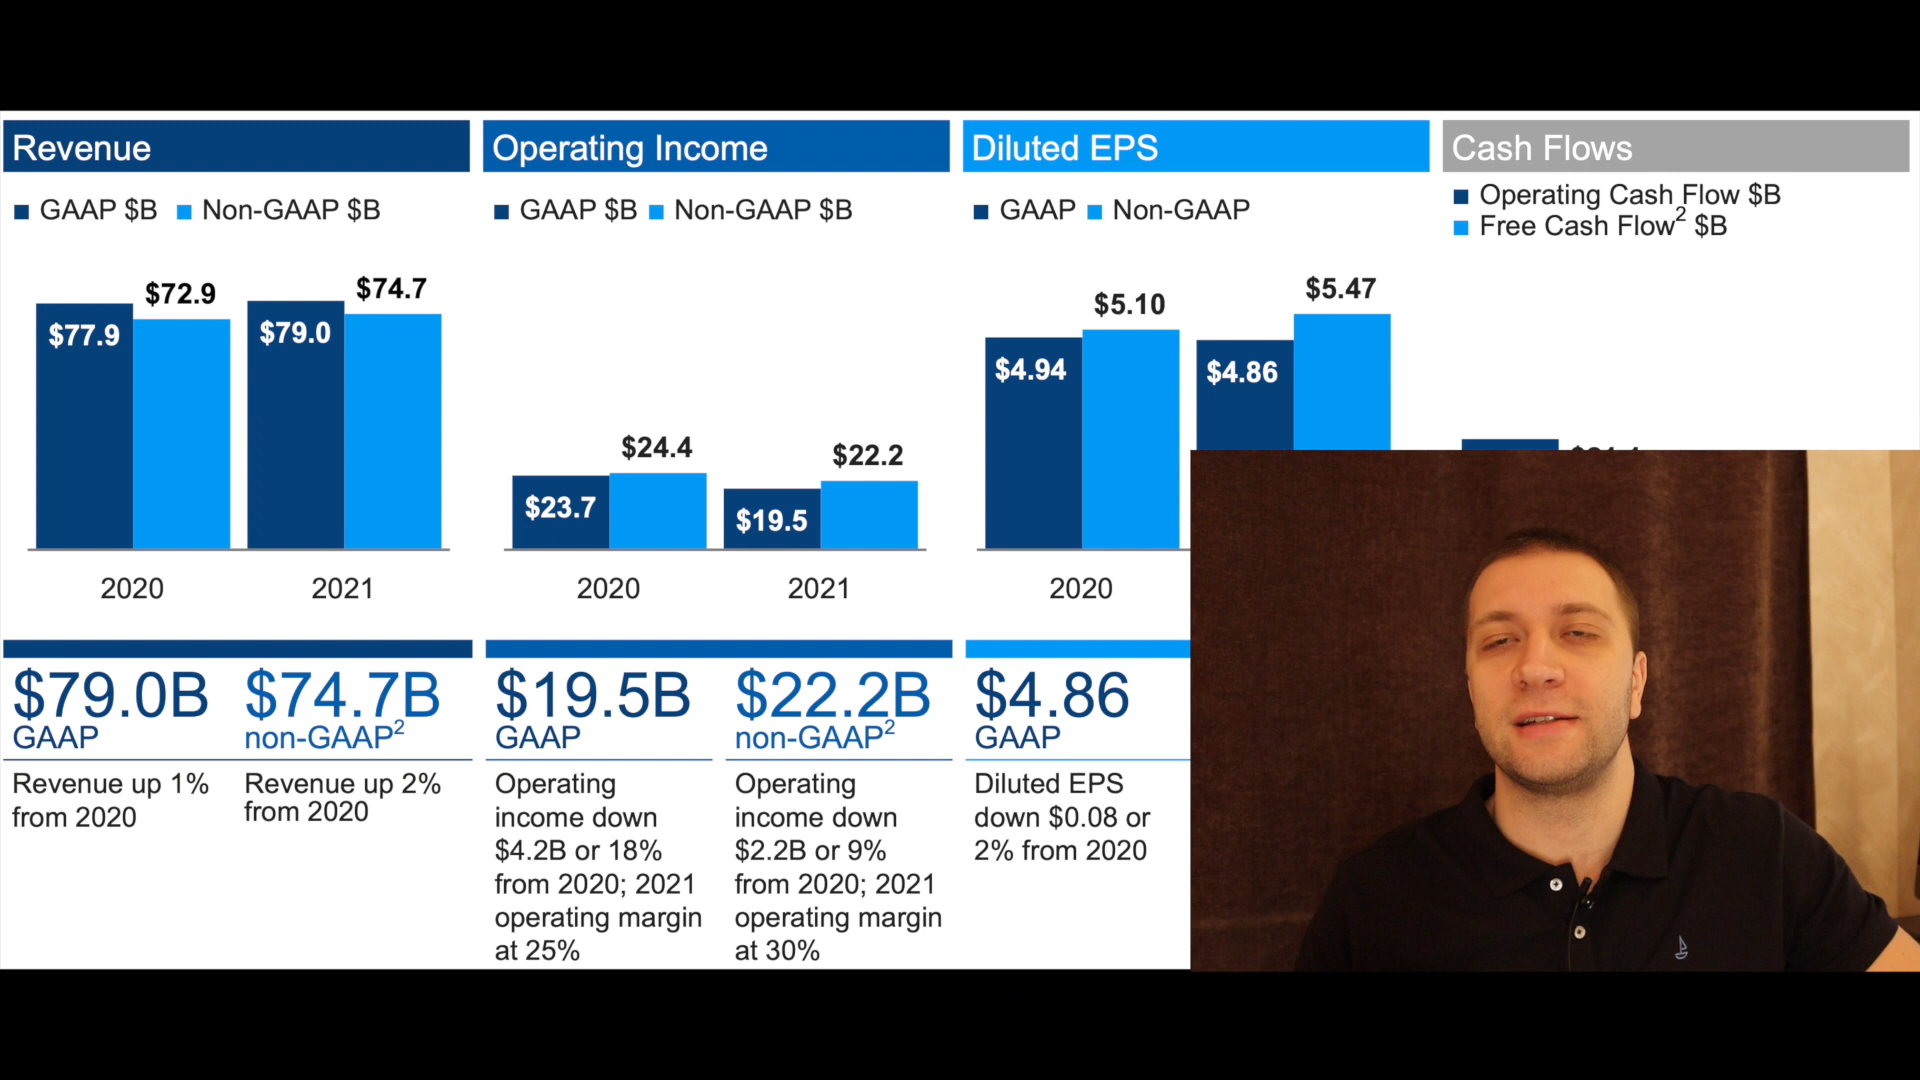 Revenue
GAAP $B Non-GAAP $B
$77.9
$72.9
$79.0
$74.7
2020
2021
$79.0B
GAAP
Revenue up 1%
from 2020
$74.7B
non-GAAP2
Revenue up 2%
from 2020
Operating Income
GAAP $B Non-GAAP $B
$23.7
$24.4
$19.5
$22.2
2020
2021
$19.5B
GAAP
Operating
income down
$4.2B or 18%
from 2020; 2021
operating margin
at 25%
$22.2B
non-GAAP2
Operating
income down
$2.2B or 9%
from 2020; 2021
operating margin
at 30%
Diluted EPS
GAAP Non-GAAP
$4.94
$5.10
$4.86
$5.47
2020
$4.86
GAAP
Diluted EPS
down $0.08 or
2% from 2020
Cash Flows
Operating Cash Flow $B
Free Cash Flow2 $B